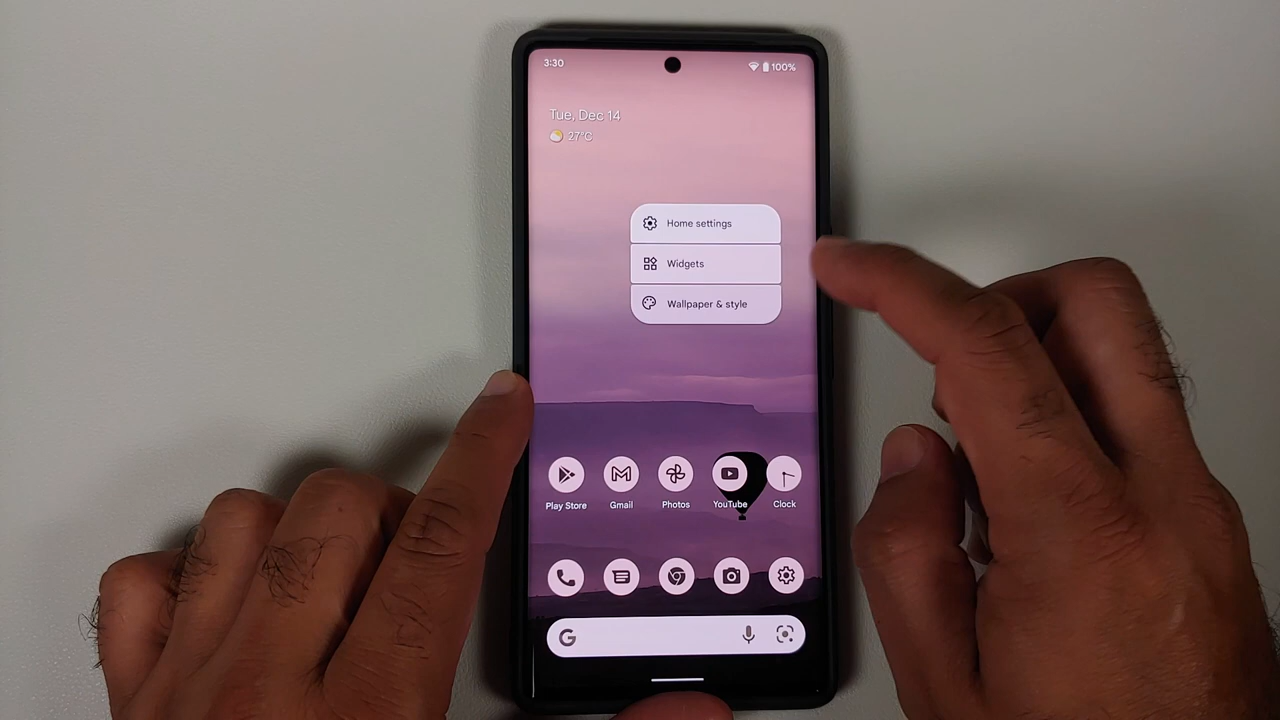 3:30
100%
Tue, Dec 14
27°C
Home settings
Widgets
Wallpaper & style
Play Store
Gmail
Photos
YouTube
Clock
G